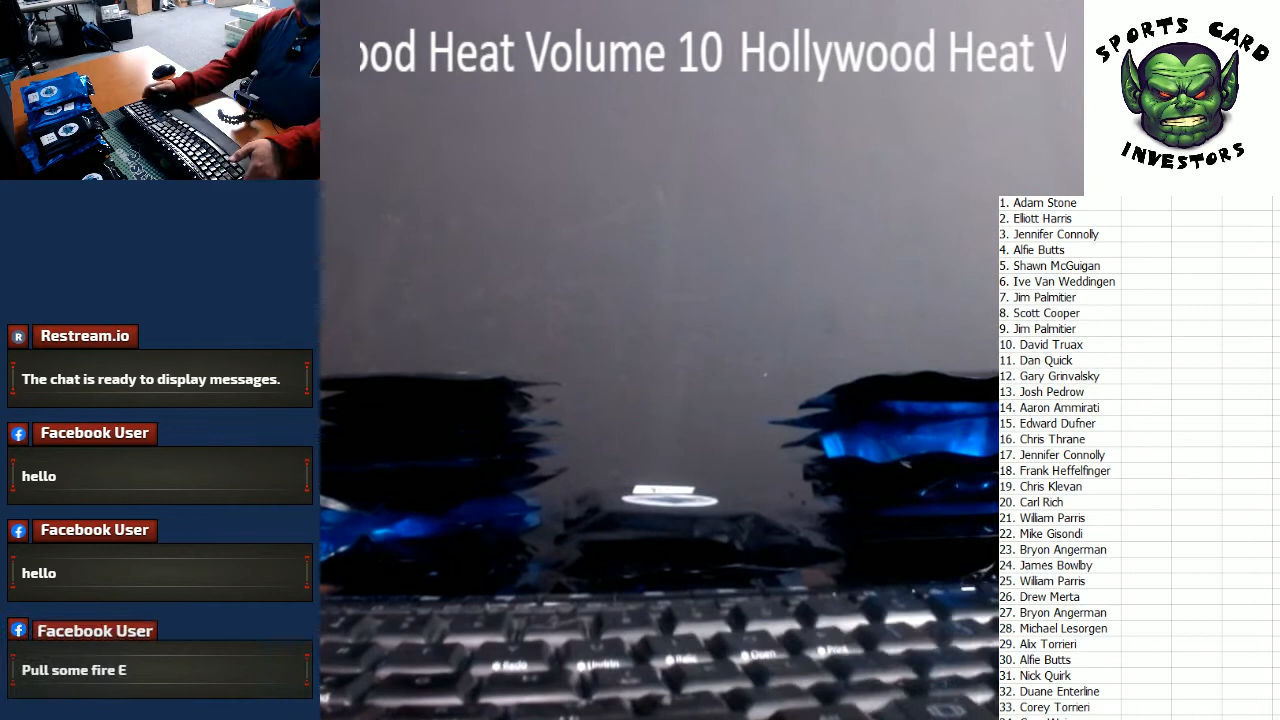 ood Heat Volume 10 Hollywood Heat V
SPORTS CARD
INVESTORS
1. Adam Stone
2. Elliott Harris
3. Jennifer Connolly
4. Alfie Butts
5. Shawn McGuigan
6. Ive Van Weddingen
7. Jim Palmitier
8. Scott Cooper
9. Jim Palmitier
10. David Truax
11. Dan Quick
12. Gary Grinvalsky
13. Josh Pedrow
14. Aaron Ammirati
15. Edward Dufner
16. Chris Thrane
17. Jennifer Connolly
18. Frank Heffelfinger
19. Chris Klevan
20. Carl Rich
21. William Parris
22. Mike Gisondi
23. Bryon Angerman
24. James Bowlby
25. William Parris
26. Drew Merta
27. Bryon Angerman
28. Michael Lesorgen
29. Alix Torrieri
30. Alfie Butts
31. Nick Quirk
32. Duane Enterline
33. Corey Torrieri
R Restream.io
The chat is ready to display messages.
Facebook User
hello
Facebook User
hello
Facebook User
Pull some fire E
Redo
Open